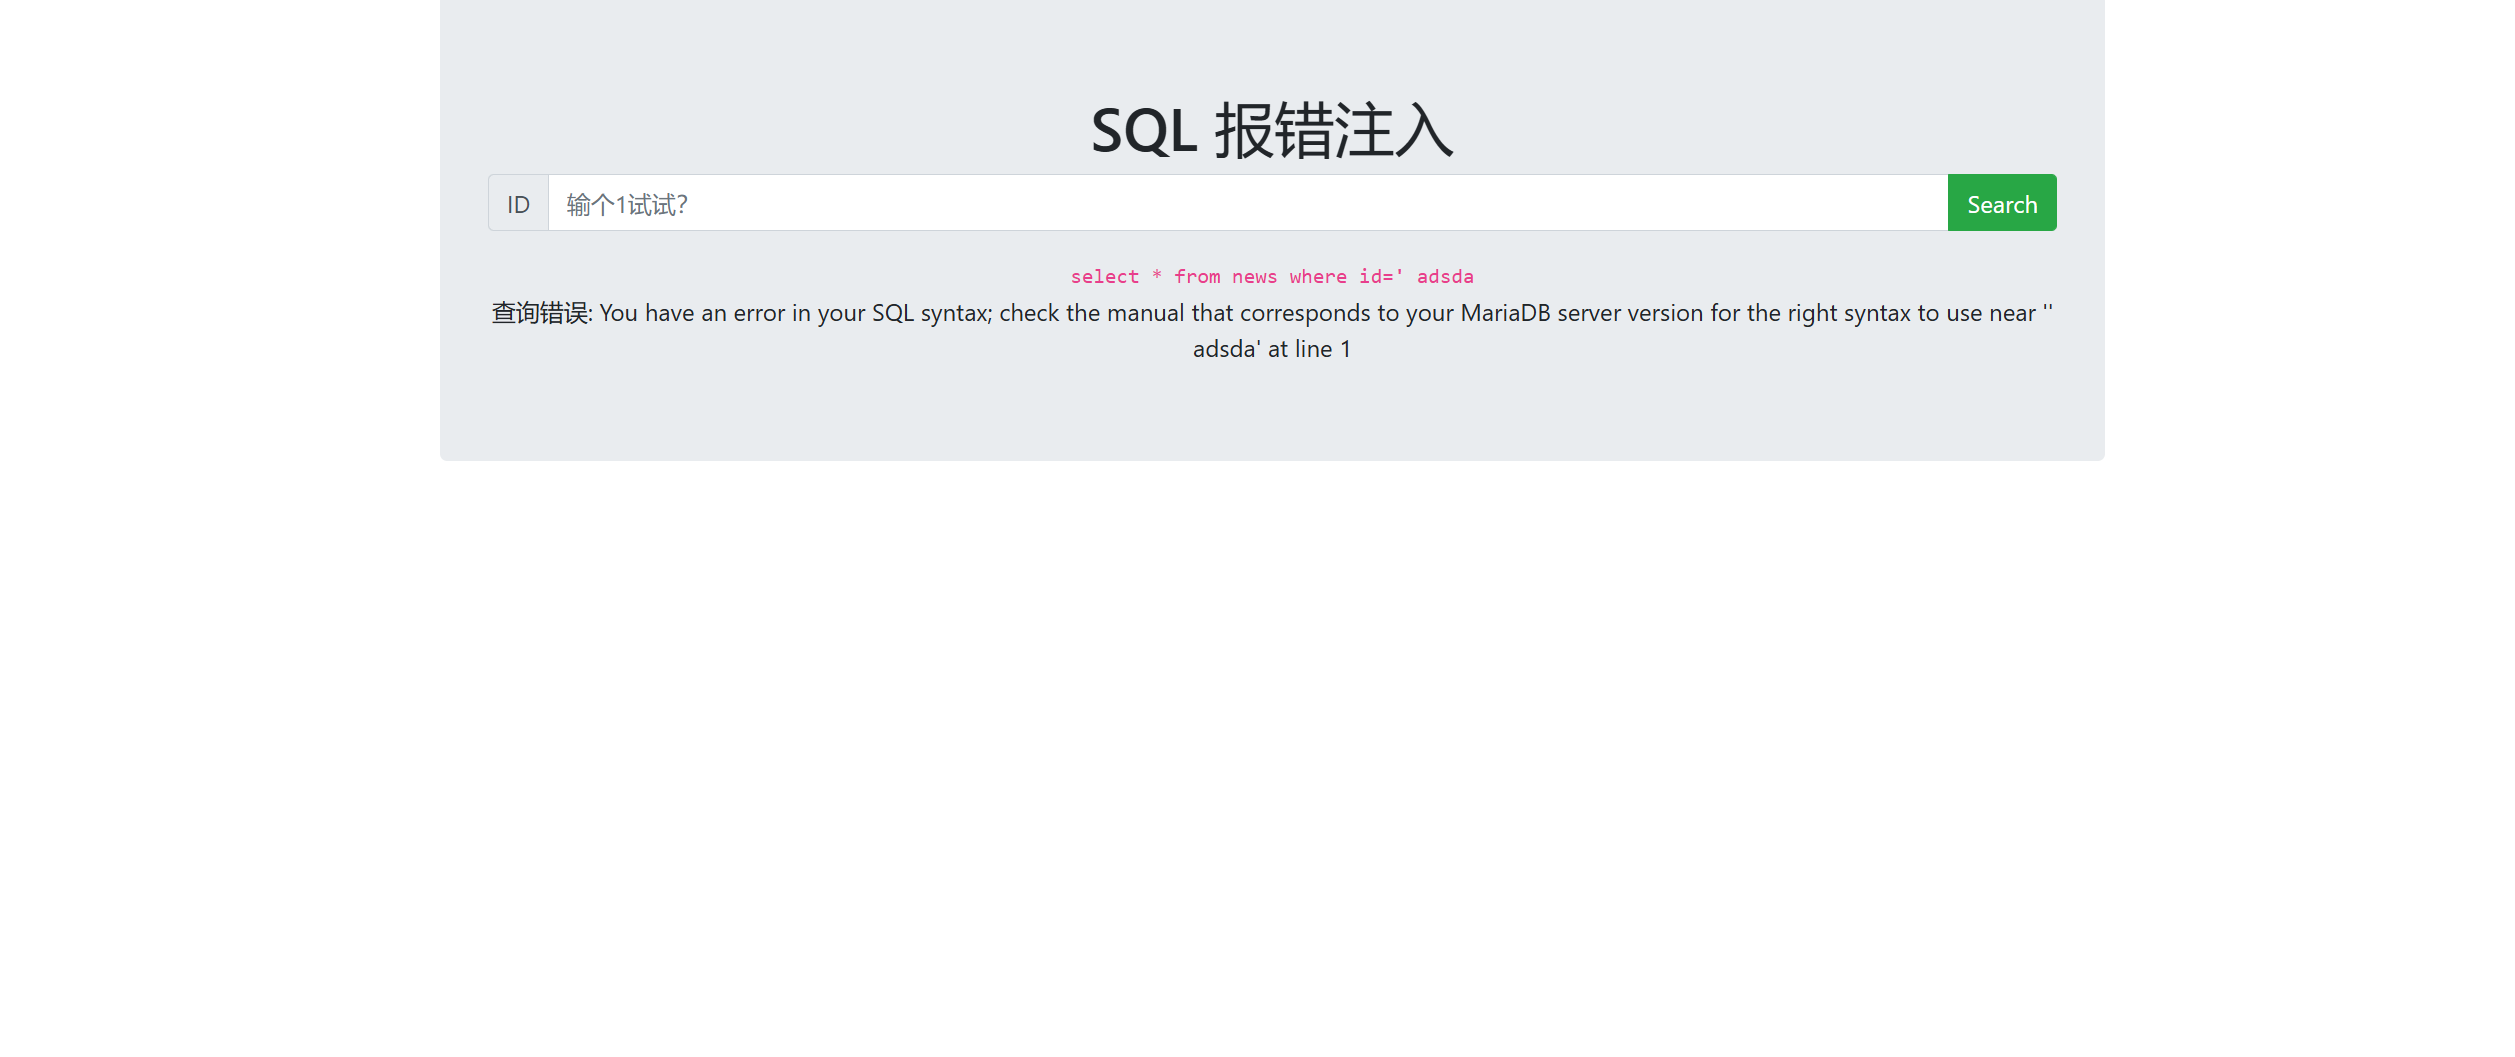 SQL 报错注入
ID 输个1试试？ Search
select * from news where id=' adsda
查询错误: You have an error in your SQL syntax; check the manual that corresponds to your MariaDB server version for the right syntax to use near ''
adsda' at line 1